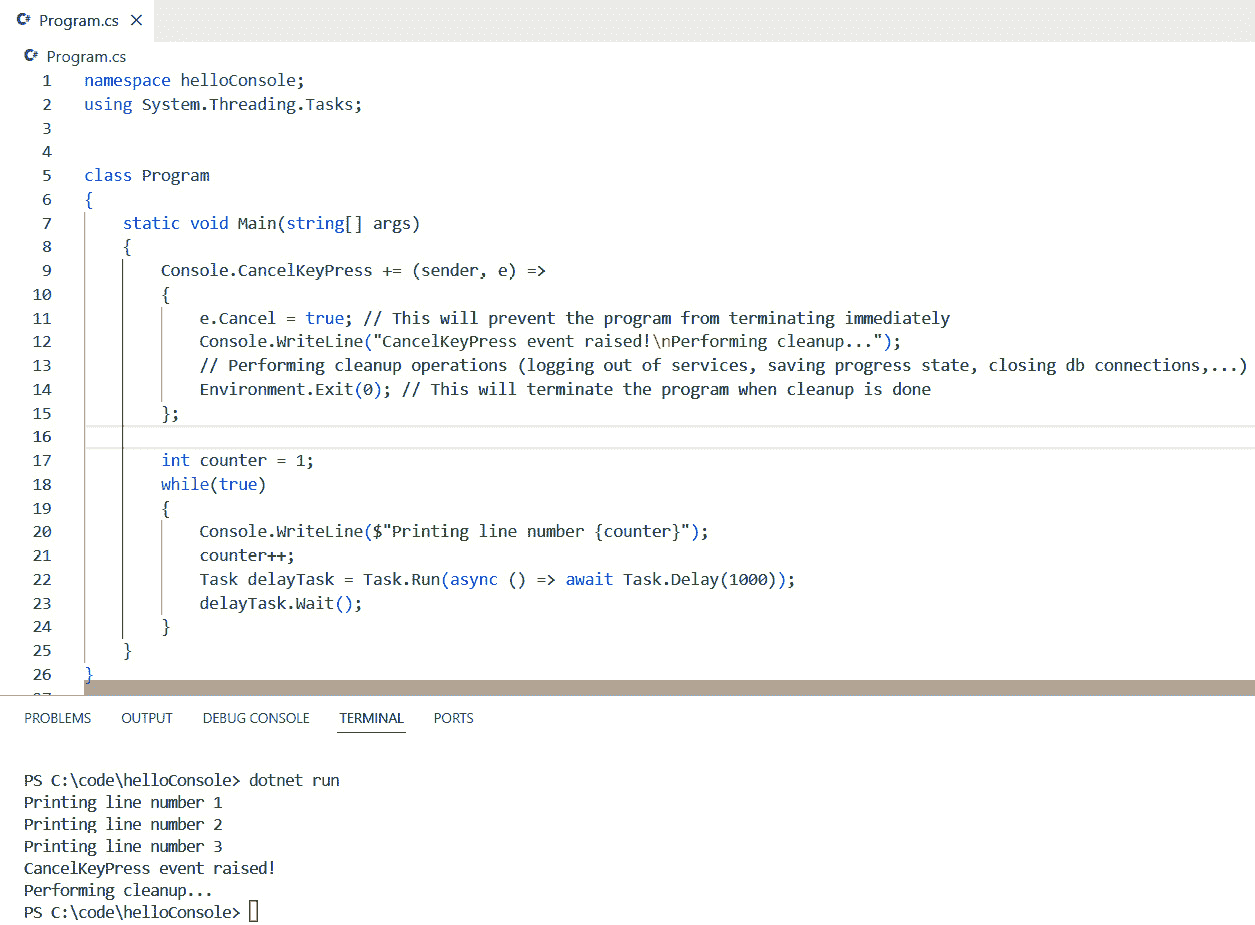 C# Program.cs ×
C# Program.cs
1 namespace helloConsole;
2 using System.Threading.Tasks;
3
4
5 class Program
6 {
7     static void Main(string[] args)
8     {
9         Console.CancelKeyPress += (sender, e) =>
10         {
11             e.Cancel = true; // This will prevent the program from terminating immediately
12             Console.WriteLine("CancelKeyPress event raised!\nPerforming cleanup...");
13             // Performing cleanup operations (logging out of services, saving progress state, closing db connections,...)
14             Environment.Exit(0); // This will terminate the program when cleanup is done
15         };
16
17         int counter = 1;
18         while(true)
19         {
20             Console.WriteLine($"Printing line number {counter}");
21             counter++;
22             Task delayTask = Task.Run(async () => await Task.Delay(1000));
23             delayTask.Wait();
24         }
25     }
26 }
PROBLEMS OUTPUT DEBUG CONSOLE TERMINAL PORTS
PS C:\code\helloConsole> dotnet run
Printing line number 1
Printing line number 2
Printing line number 3
CancelKeyPress event raised!
Performing cleanup...
PS C:\code\helloConsole>